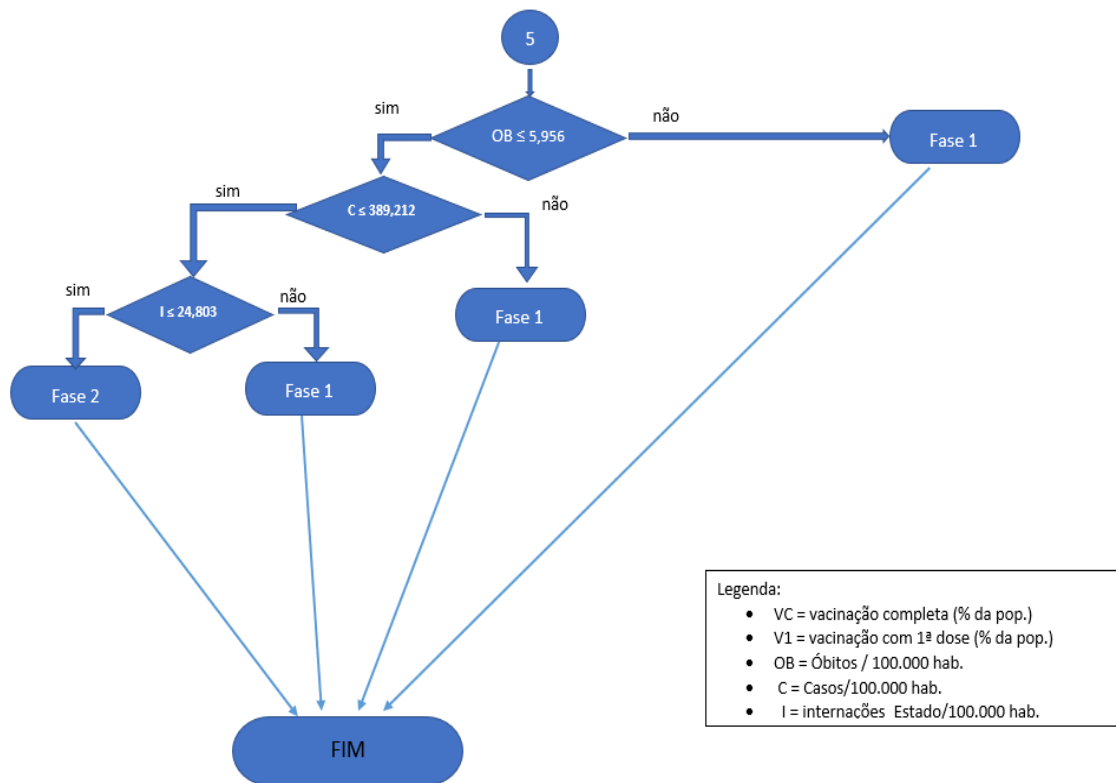 5
sim
OB ≤ 5,956
não
Fase 1
sim
C ≤ 389,212
não
sim
I ≤ 24,803
não
Fase 1
Fase 2
Fase 1
Legenda:
• VC = vacinação completa (% da pop.)
• V1 = vacinação com 1ª dose (% da pop.)
• OB = Óbitos / 100.000 hab.
• C = Casos/100.000 hab.
• I = internações Estado/100.000 hab.
FIM